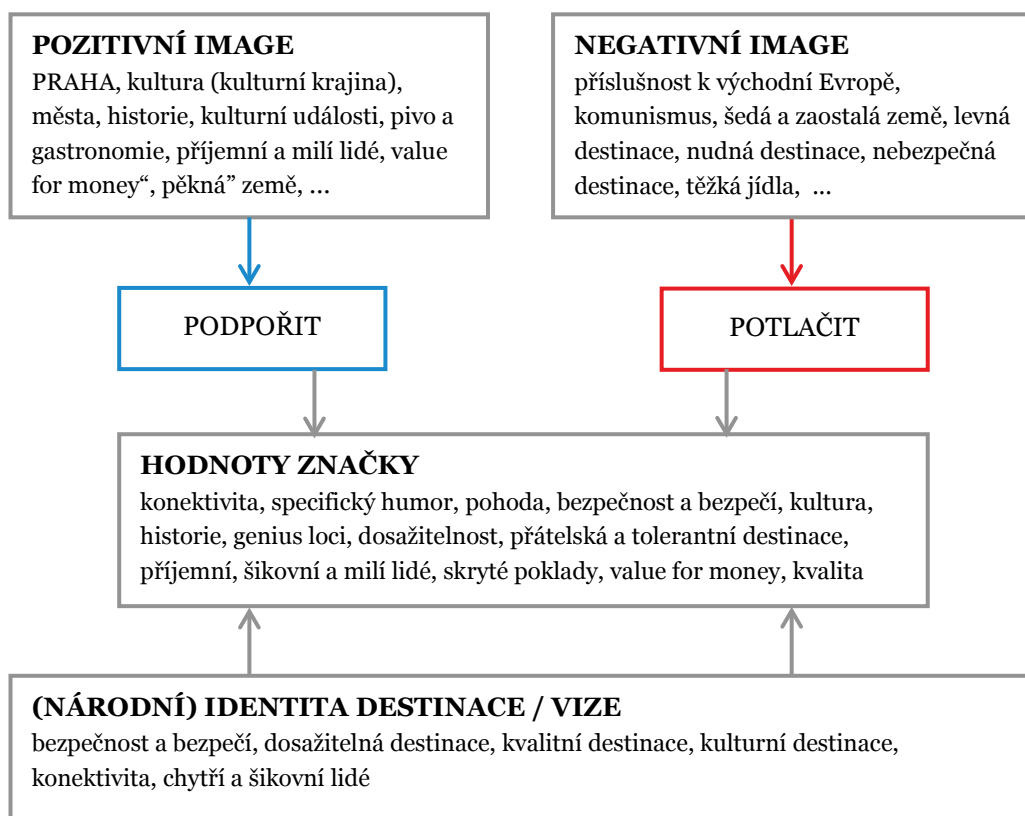 POZITIVNÍ IMAGE
PRAHA, kultura (kulturní krajina),
města, historie, kulturní události, pivo a
gastronomie, příjemní a milí lidé, value
for money“, pěkná” země, ...
NEGATIVNÍ IMAGE
příslušnost k východní Evropě,
komunismus, šedá a zaostalá země, levná
destinace, nudná destinace, nebezpečná
destinace, těžká jídla, ...
PODPOŘIT
POTLAČIT
HODNOTY ZNAČKY
konektivita, specifický humor, pohoda, bezpečnost a bezpečí, kultura,
historie, genius loci, dosažitelnost, přátelská a tolerantní destinace,
příjemní, šikovní a milí lidé, skryté poklady, value for money, kvalita
(NÁRODNÍ) IDENTITA DESTINACE / VIZE
bezpečnost a bezpečí, dosažitelná destinace, kvalitní destinace, kulturní destinace,
konektivita, chytří a šikovní lidé